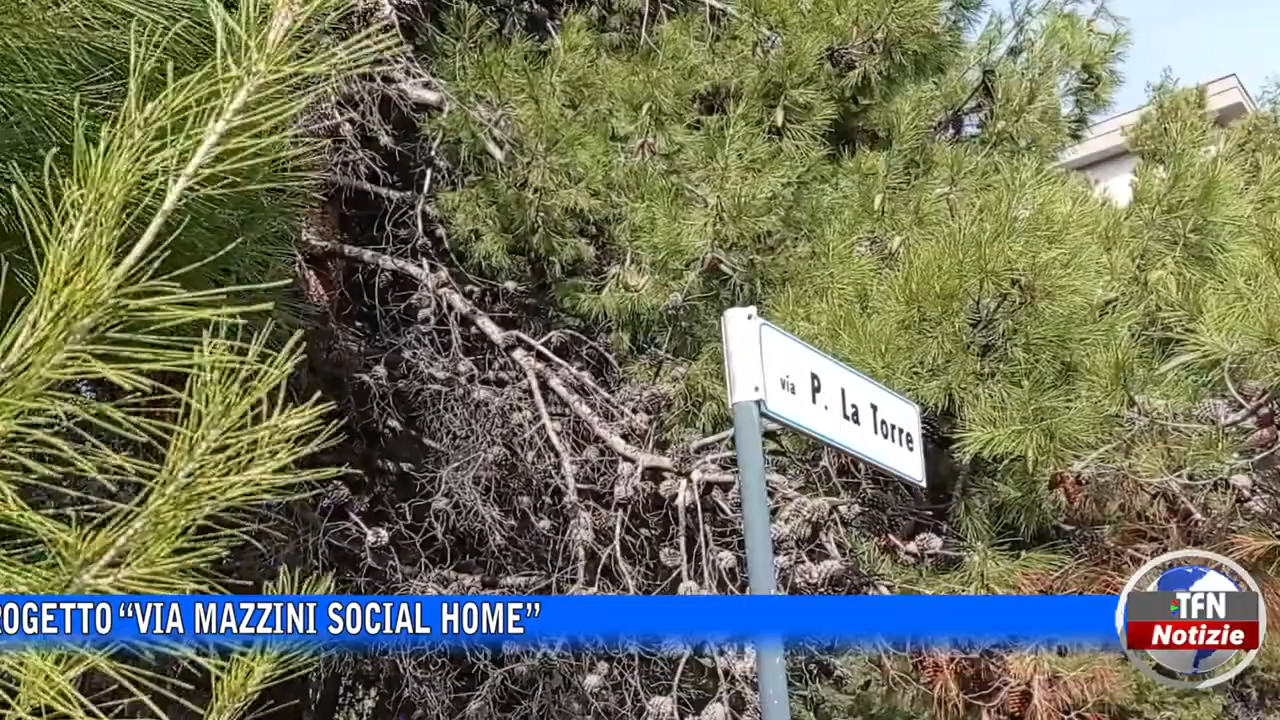 via P. La Torre
ROGETTO “VIA MAZZINI SOCIAL HOME”
TFN
Notizie